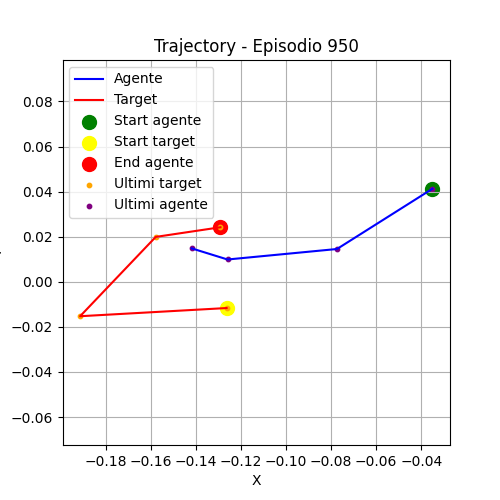 Trajectory - Episodio 950
Agente
Target
Start agente
Start target
End agente
Ultimi target
Ultimi agente
0.08
0.06
0.04
0.02
0.00
−0.02
−0.04
−0.06
−0.18 −0.16 −0.14 −0.12 −0.10 −0.08 −0.06 −0.04
X